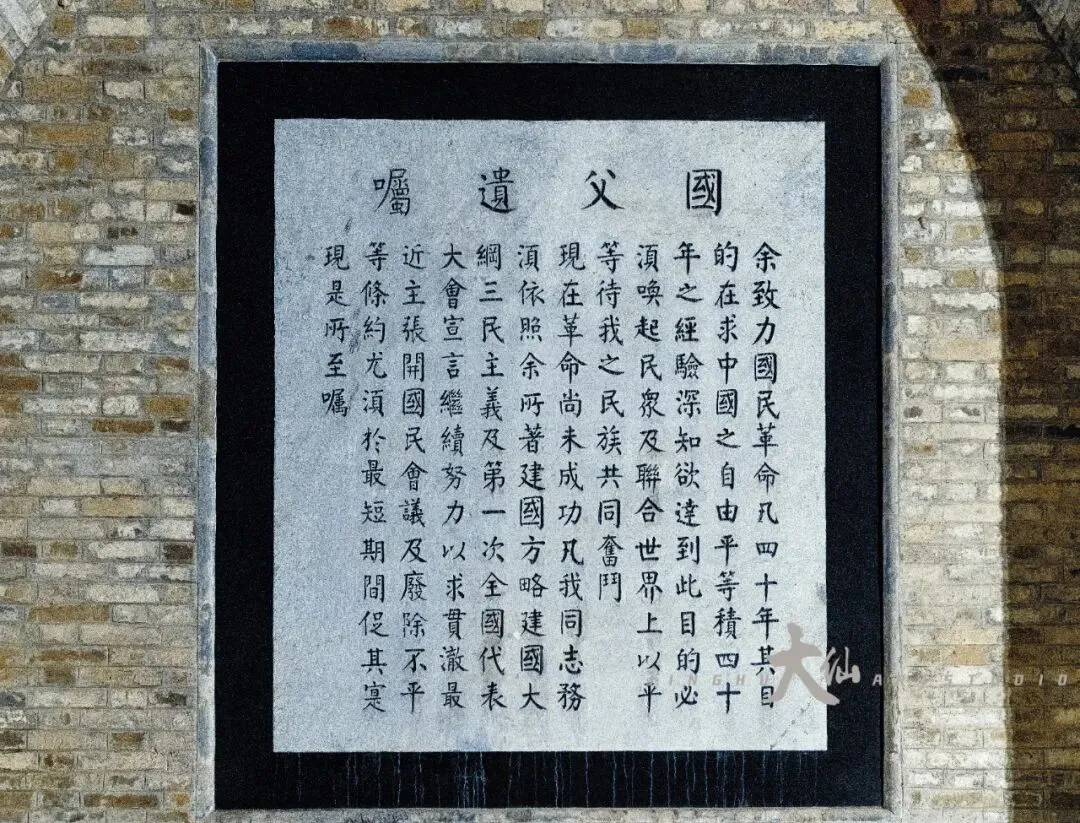 國父遺囑
余致力國民革命凡四十年其目
的在求中國之自由平等積四十
年之經驗深知欲達到此目的必
須喚起民衆及聯合世界上以平
等待我之民族共同奮鬥
現在革命尚未成功凡我同志務
須依照余所著建國方略建國大
綱三民主義及第一次全國代表
大會宣言繼續努力以求貫澈最
近主張開國民會議及廢除不平
等條約尤須於最短期間促其寔
現是所至囑
大仙